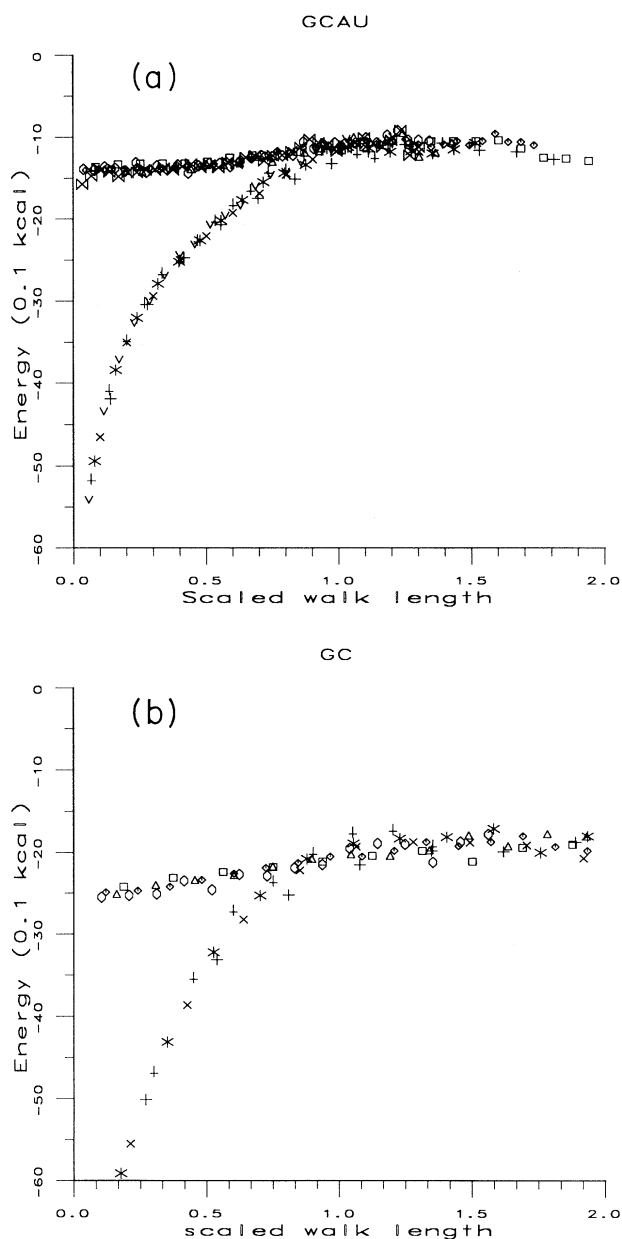 GCAU
(a)
0
-10
-20
-30
-40
-50
-60
Energy (0.1 kcal)
0.0 0.5 1.0 1.5 2.0
Scaled walk length
GC
(b)
0
-10
-20
-30
-40
-50
-60
Energy (0.1 kcal)
0.0 0.5 1.0 1.5 2.0
scaled walk length